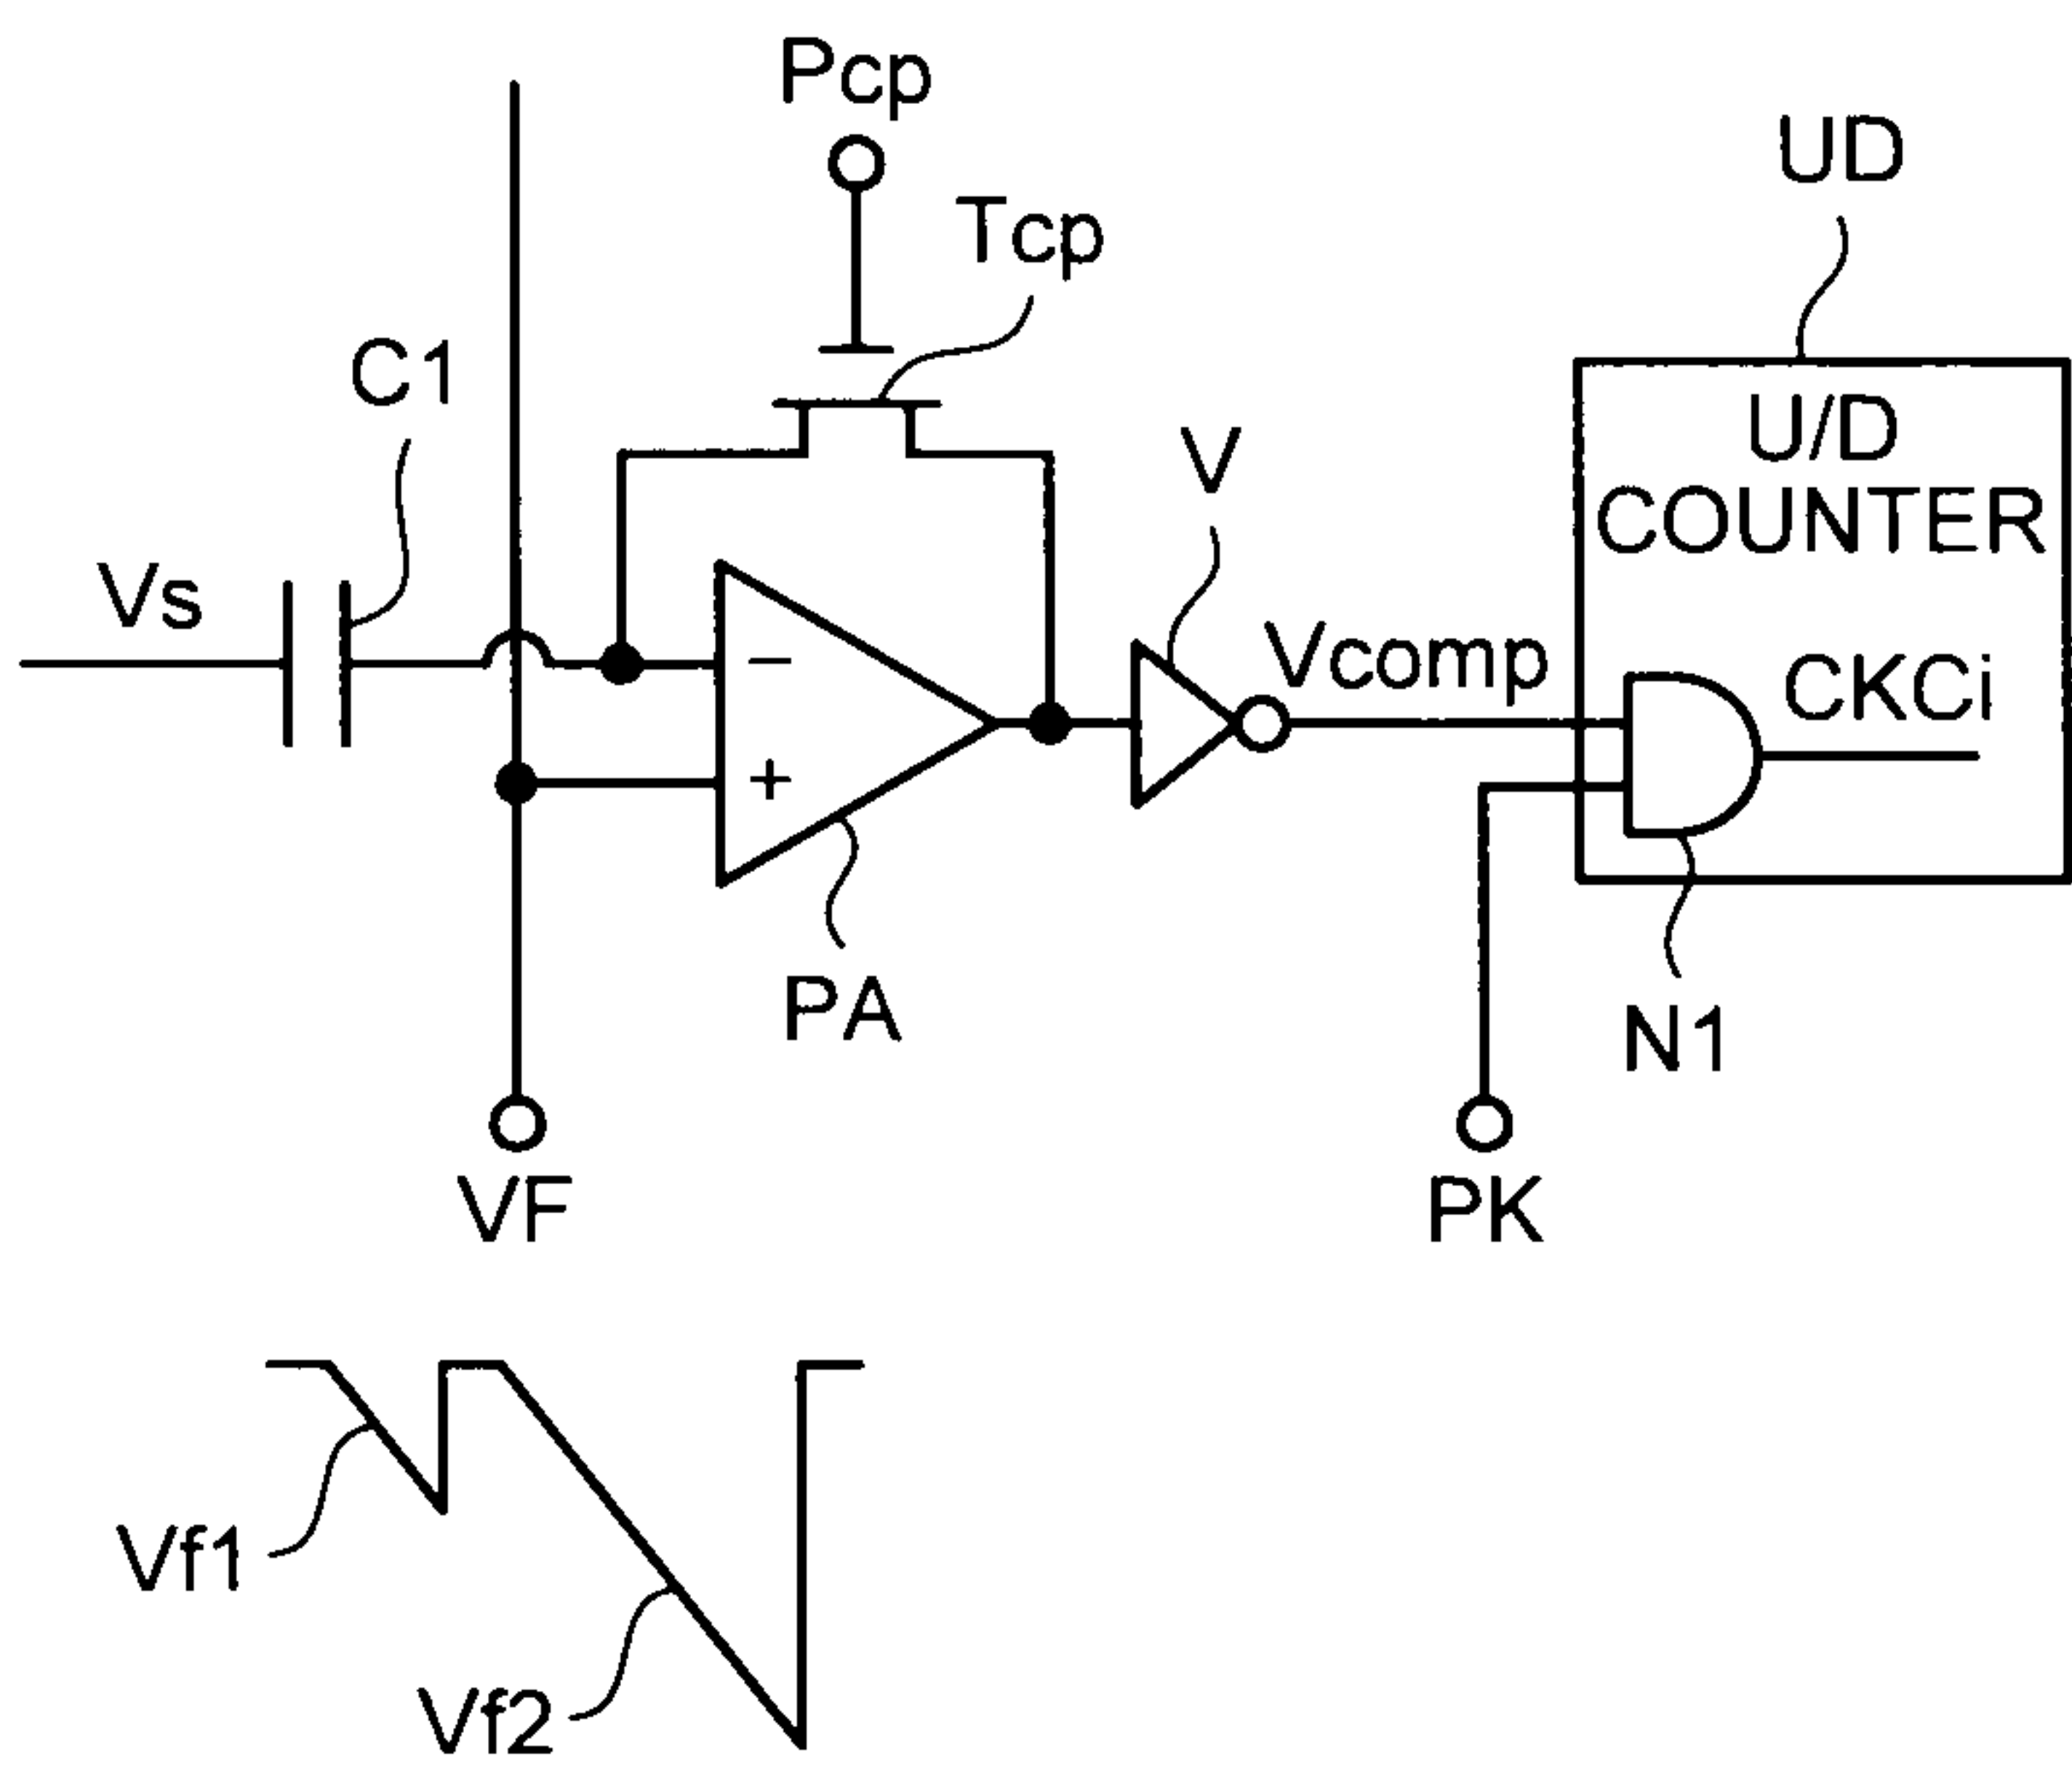 Pcp
UD
Tcp
C1
U/D
COUNTER
V
Vs
Vcomp
CKCi
−
+
PA
N1
VF
PK
Vf1
Vf2